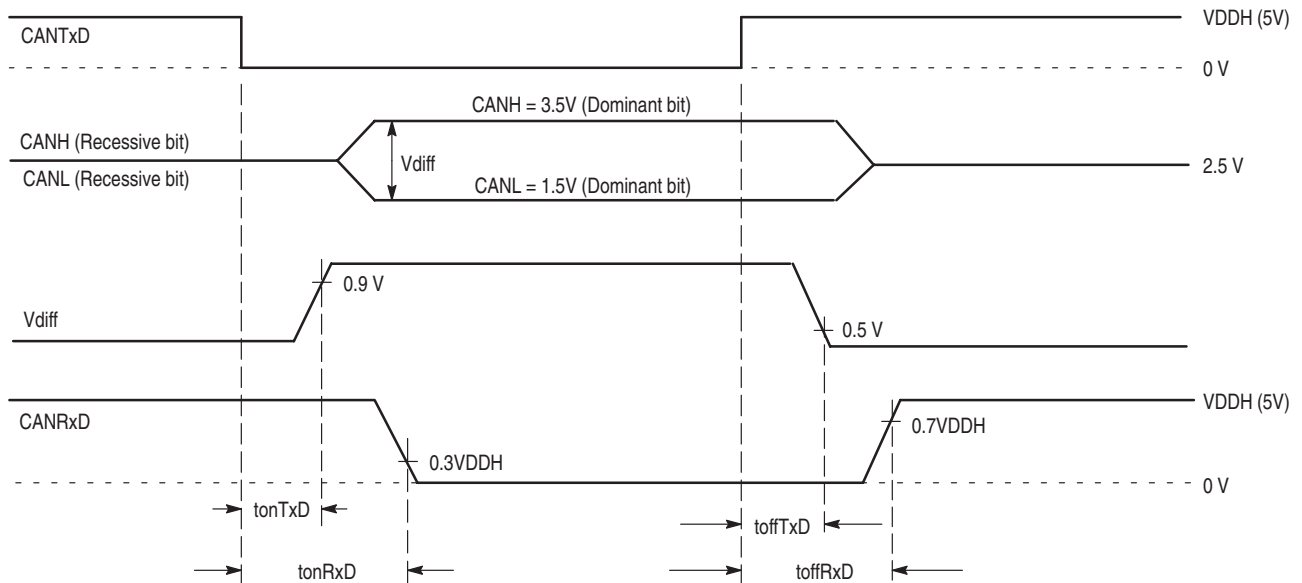 VDDH (5V)
CANTxD
0 V
CANH = 3.5V (Dominant bit)
CANH (Recessive bit)
Vdiff
2.5 V
CANL (Recessive bit)
CANL = 1.5V (Dominant bit)
0.9 V
Vdiff
0.5 V
VDDH (5V)
CANRxD
0.7VDDH
0.3VDDH
0 V
tonTxD
toffTxD
tonRxD
toffRxD